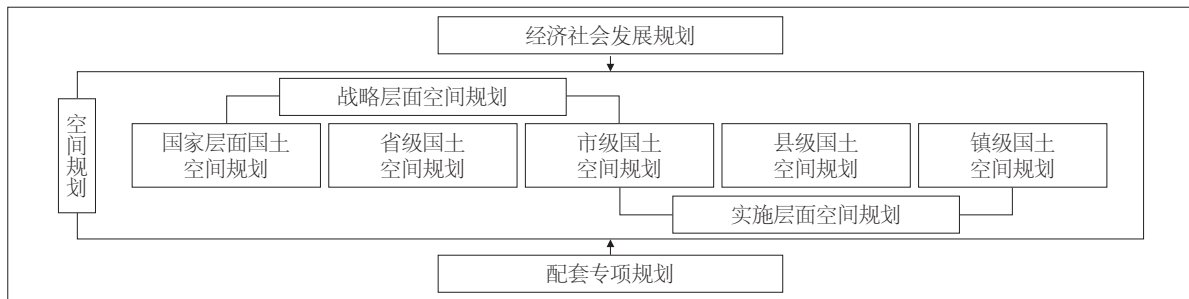 经济社会发展规划
战略层面空间规划
空间规划
国家层面国土
空间规划
省级国土
空间规划
市级国土
空间规划
县级国土
空间规划
镇级国土
空间规划
实施层面空间规划
配套专项规划